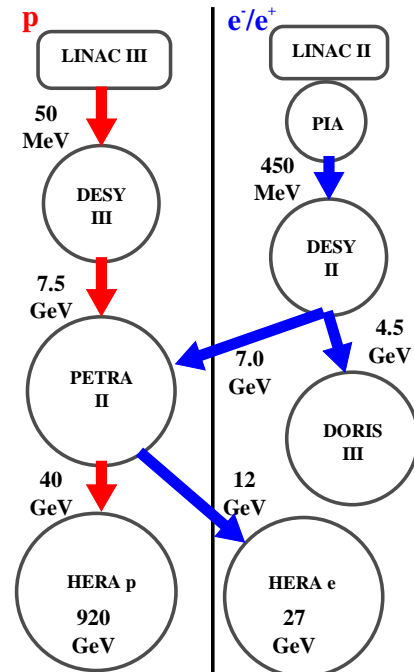 p
LINAC III
50
MeV
DESY
III
7.5
GeV
PETRA
II
40
GeV
HERA p
920
GeV
e⁻/e⁺
LINAC II
PIA
450
MeV
DESY
II
7.0
GeV
4.5
GeV
DORIS
III
12
GeV
HERA e
27
GeV